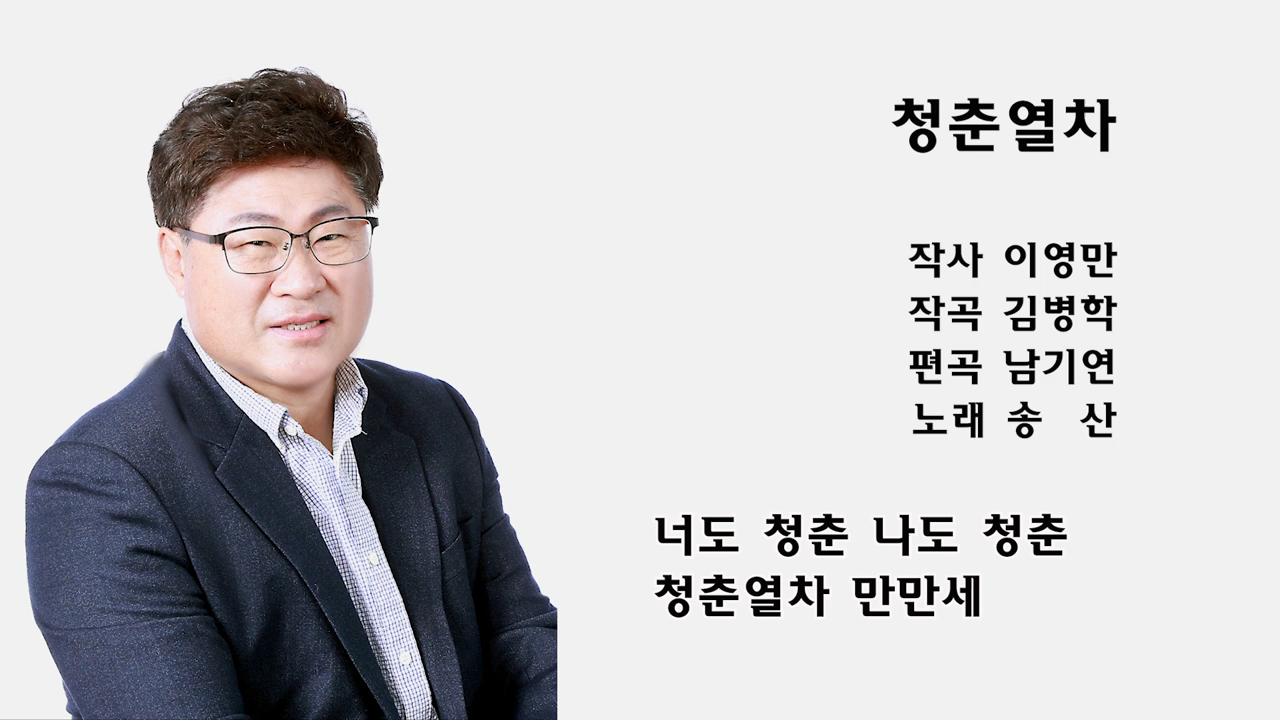 청춘열차
작사 이영만
작곡 김병학
편곡 남기연
노래 송 산
너도 청춘 나도 청춘
청춘열차 만만세